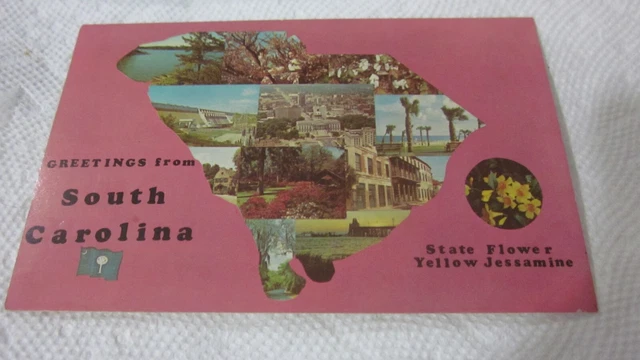 GREETINGS from
South
Carolina
State Flower
Yellow Jessamine